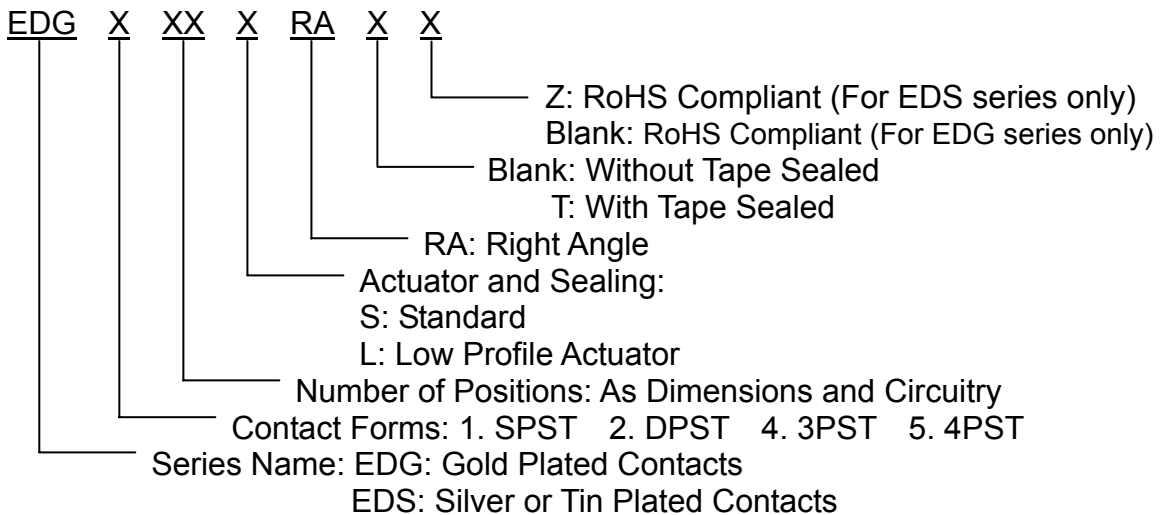 EDG X XX X RA X X
Z: RoHS Compliant (For EDS series only)
Blank: RoHS Compliant (For EDG series only)
Blank: Without Tape Sealed
T: With Tape Sealed
RA: Right Angle
Actuator and Sealing:
S: Standard
L: Low Profile Actuator
Number of Positions: As Dimensions and Circuitry
Contact Forms: 1. SPST 2. DPST 4. 3PST 5. 4PST
Series Name: EDG: Gold Plated Contacts
EDS: Silver or Tin Plated Contacts